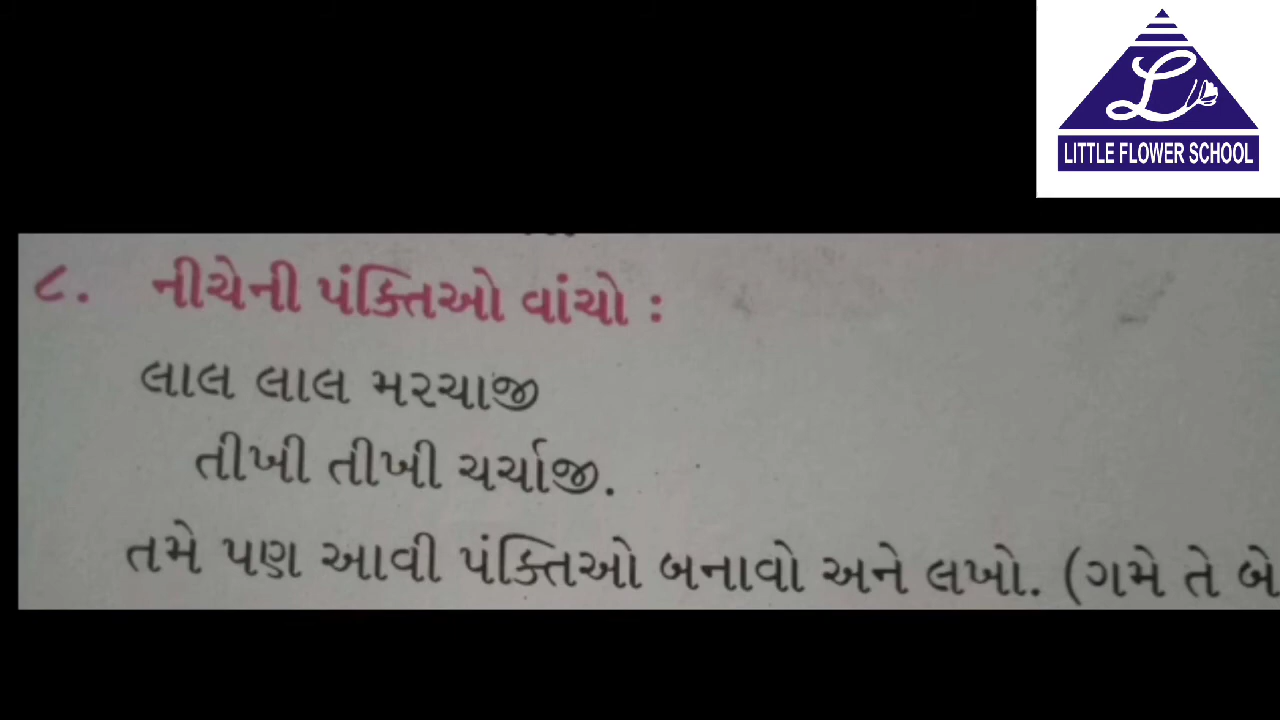 LITTLE FLOWER SCHOOL
૮. નીચેની પંક્તિઓ વાંચો :
લાલ લાલ મરચાજી
તીખી તીખી ચર્ચાજી.
તમે પણ આવી પંક્તિઓ બનાવો અને લખો. (ગમે તે બે